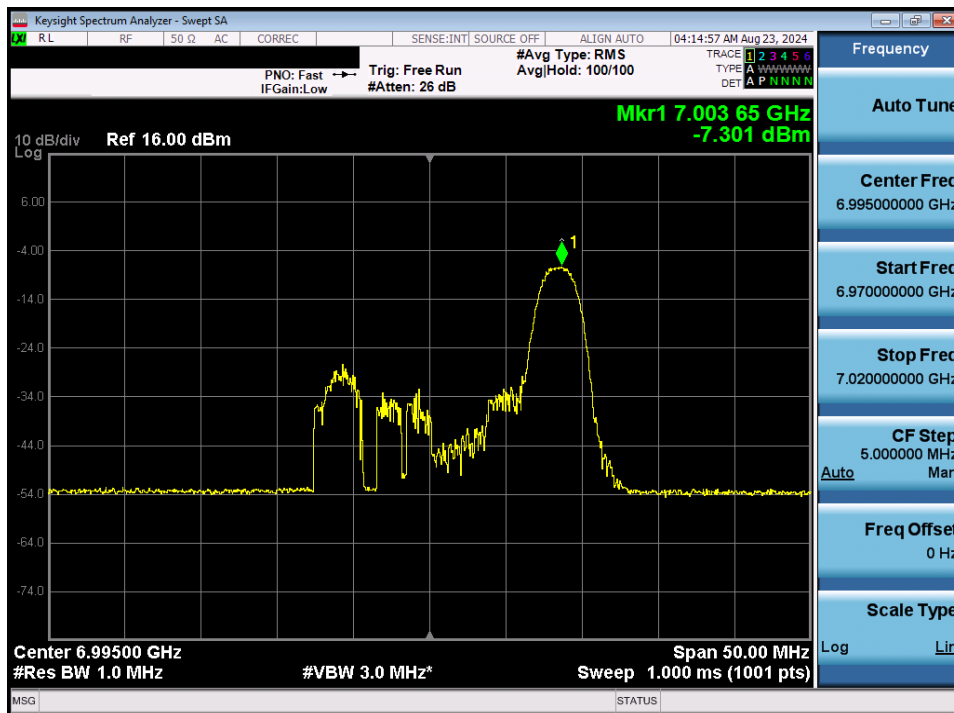 Keysight Spectrum Analyzer - Swept SA
LXI RL RF 50 Ω AC CORREC SENSE:INT SOURCE OFF ALIGN AUTO 04:14:57 AM Aug 23, 2024
PNO: Fast Trig: Free Run #Avg Type: RMS TRACE 1 2 3 4 5 6
IFGain:Low #Atten: 26 dB Avg|Hold: 100/100 TYPE A WWWWW
DET A P N N N N
Mkr1 7.003 65 GHz
-7.301 dBm
10 dB/div Ref 16.00 dBm
Log
1
6.00
-4.00
-14.0
-24.0
-34.0
-44.0
-54.0
-64.0
-74.0
Center 6.99500 GHz Span 50.00 MHz
#Res BW 1.0 MHz #VBW 3.0 MHz* Sweep 1.000 ms (1001 pts)
MSG STATUS
Frequency
Auto Tune
Center Freq
6.995000000 GHz
Start Freq
6.970000000 GHz
Stop Freq
7.020000000 GHz
CF Step
5.000000 MHz
Auto Man
Freq Offset
0 Hz
Scale Type
Log Lin